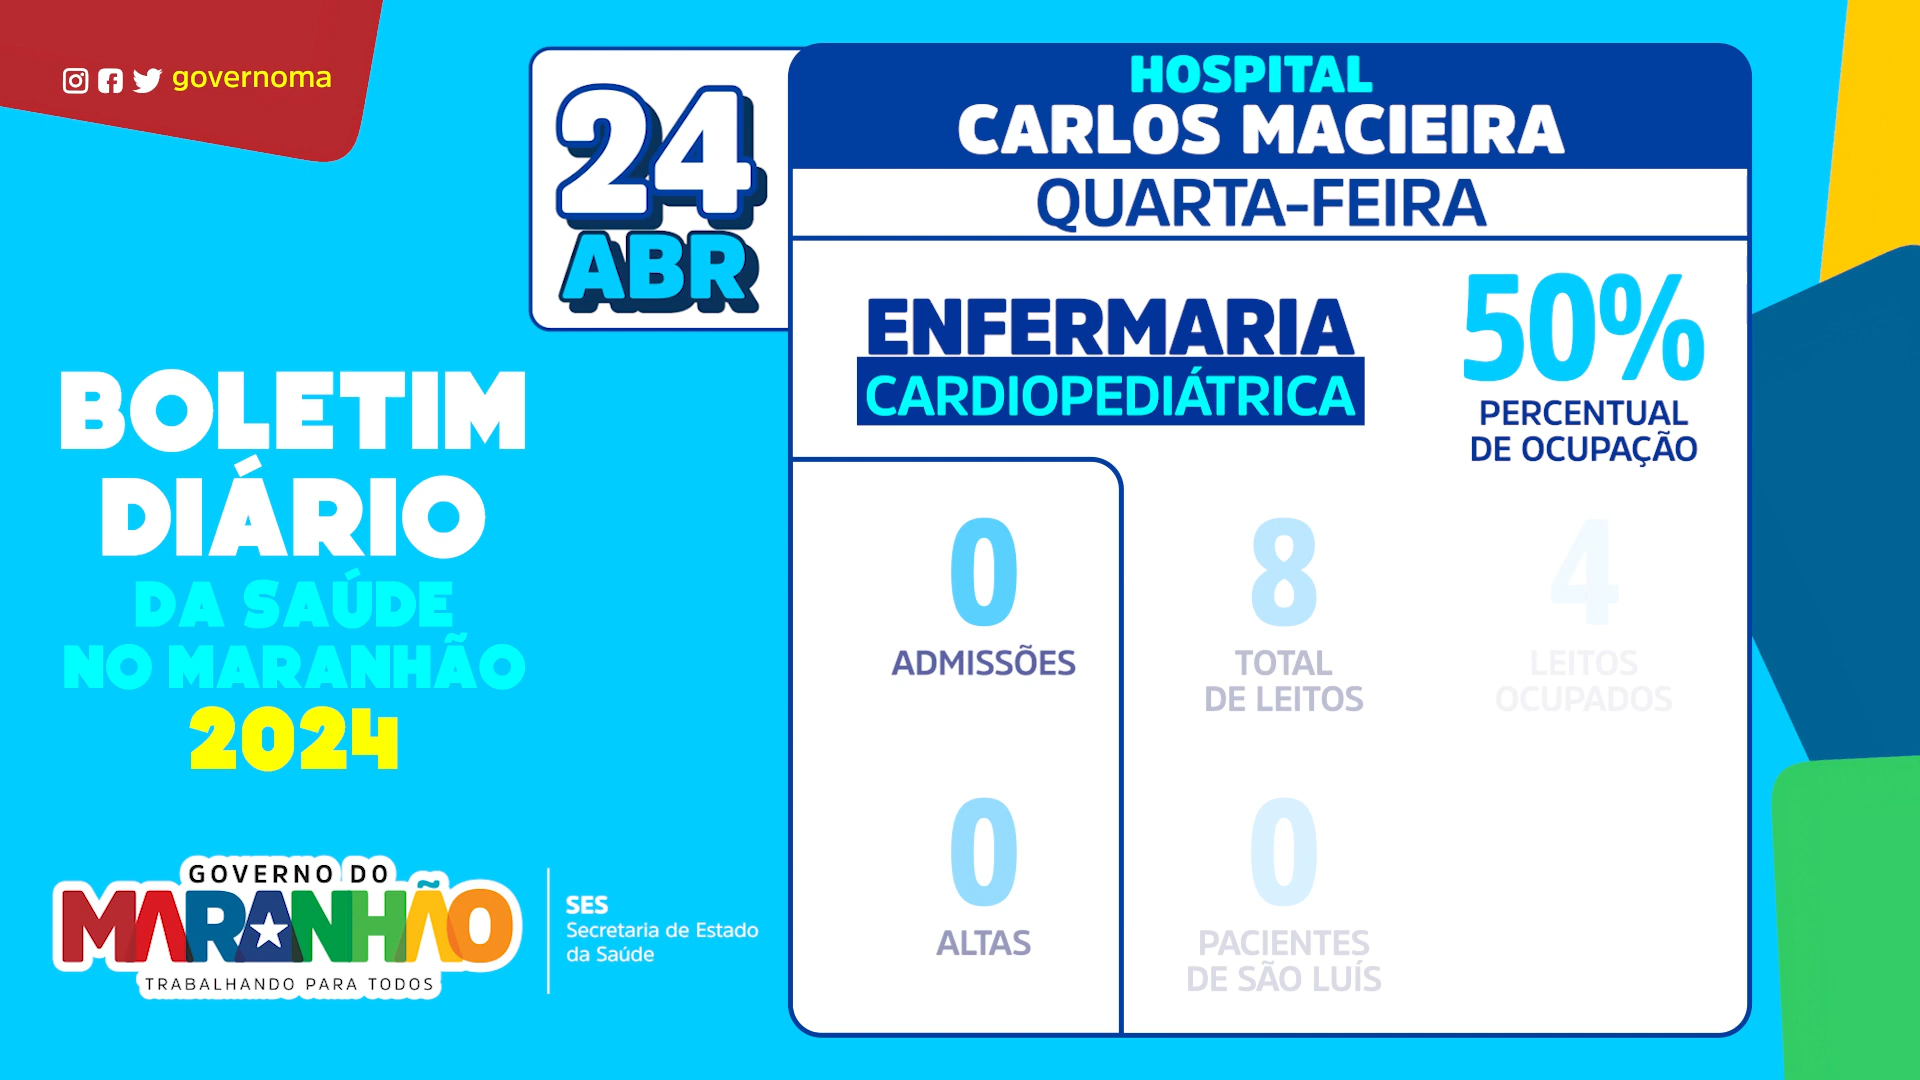 governoma
24
ABR
HOSPITAL
CARLOS MACIEIRA
QUARTA-FEIRA
ENFERMARIA
CARDIOPEDIÁTRICA
50%
PERCENTUAL
DE OCUPAÇÃO
BOLETIM
DIÁRIO
DA SAÚDE
NO MARANHÃO
2024
0
ADMISSÕES
8
TOTAL
DE LEITOS
4
LEITOS
OCUPADOS
0
ALTAS
0
PACIENTES
DE SÃO LUÍS
GOVERNO DO
MARANHÃO
TRABALHANDO PARA TODOS
SES
Secretaria de Estado
da Saúde